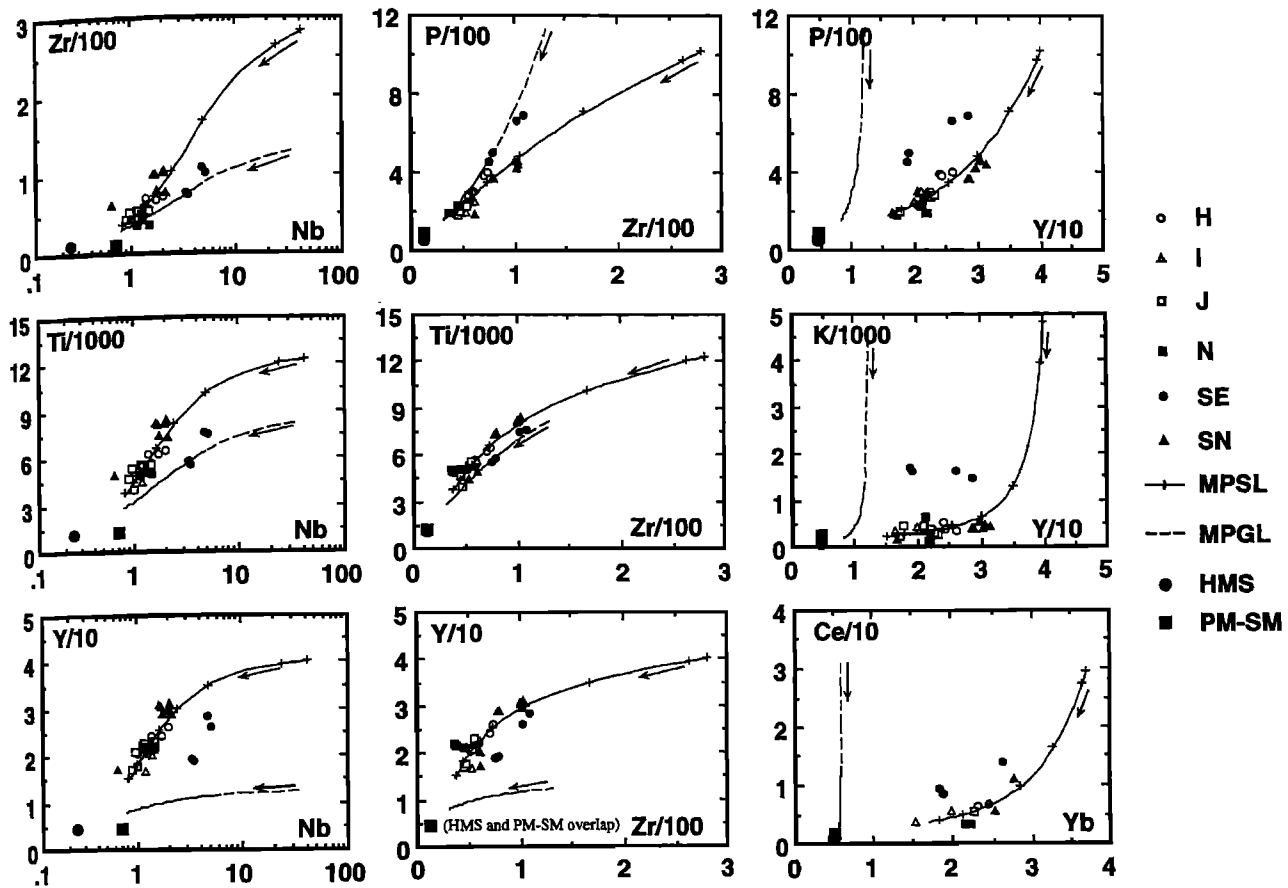 Zr/100
3
2
1
0
.1 1 10 100
Nb
P/100
12
8
4
0
0 1 2 3
Zr/100
P/100
12
8
4
0
0 1 2 3 4 5
Y/10
Ti/1000
15
12
9
6
3
0
.1 1 10 100
Nb
Ti/1000
15
12
9
6
3
0
0 1 2 3
Zr/100
K/1000
5
4
3
2
1
0
0 1 2 3 4 5
Y/10
Y/10
5
4
3
2
1
0
.1 1 10 100
Nb
Y/10
5
4
3
2
1
0
(HMS and PM-SM overlap)
0 1 2 3
Zr/100
Ce/10
4
3
2
1
0
0 1 2 3 4
Yb
H
I
J
N
SE
SN
MPSL
MPGL
HMS
PM-SM